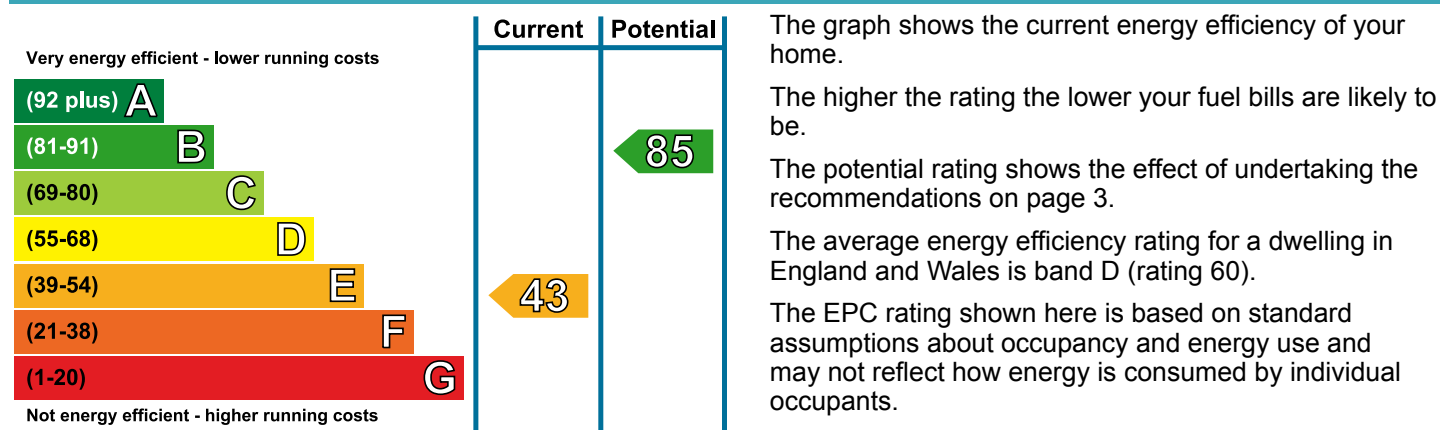 Current Potential
Very energy efficient - lower running costs
(92 plus) A
(81-91) B
85
(69-80) C
(55-68) D
(39-54) E
43
(21-38) F
(1-20) G
Not energy efficient - higher running costs
The graph shows the current energy efficiency of your
home.
The higher the rating the lower your fuel bills are likely to
be.
The potential rating shows the effect of undertaking the
recommendations on page 3.
The average energy efficiency rating for a dwelling in
England and Wales is band D (rating 60).
The EPC rating shown here is based on standard
assumptions about occupancy and energy use and
may not reflect how energy is consumed by individual
occupants.